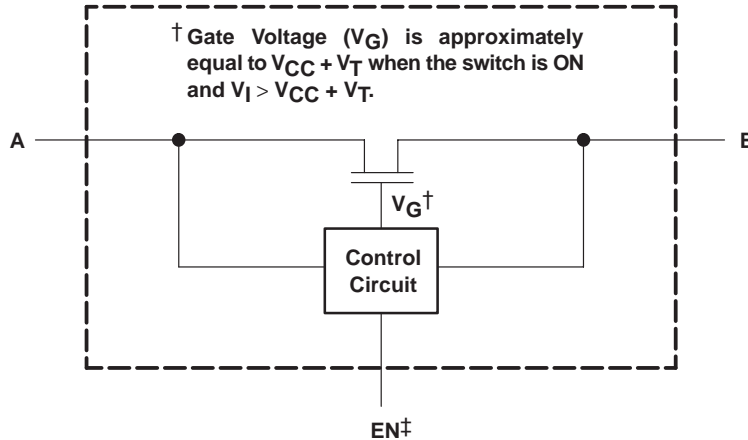 † Gate Voltage (VG) is approximately
equal to VCC + VT when the switch is ON
and VI > VCC + VT.
A
VG†
Control
Circuit
EN‡